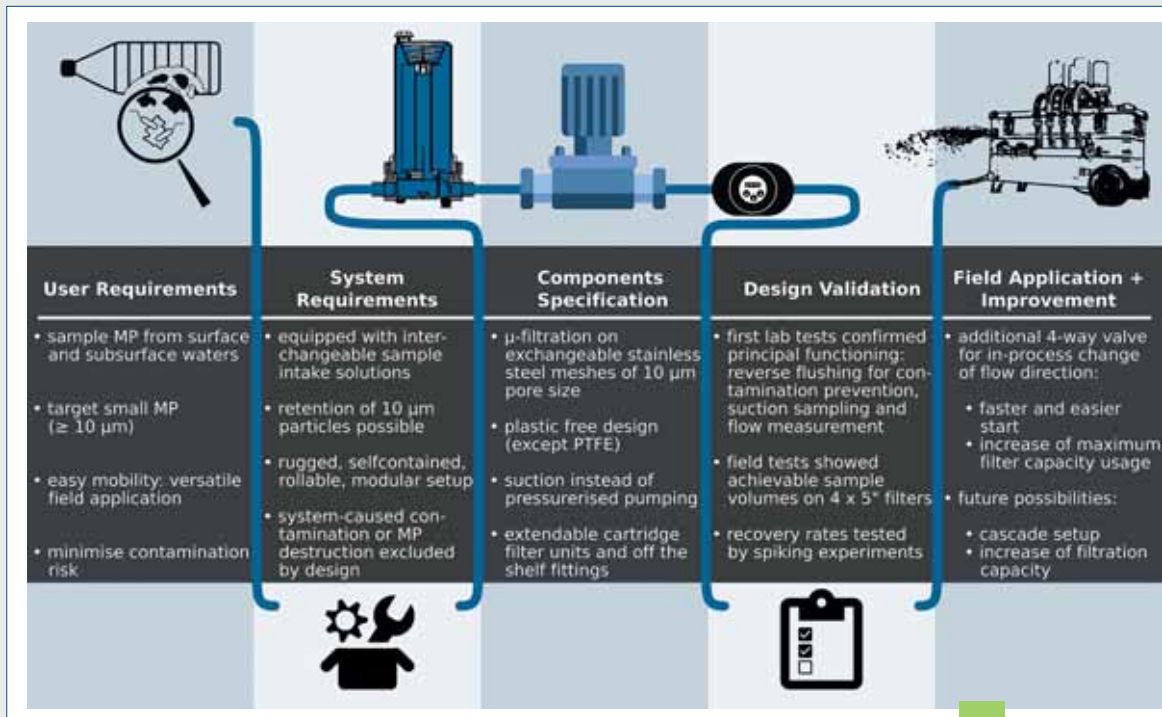 User Requirements
• sample MP from surface
and subsurface waters
• target small MP
(≥ 10 µm)
• easy mobility: versatile
field application
• minimise contamination
risk
System
Requirements
• equipped with inter-
changeable sample
intake solutions
• retention of 10 µm
particles possible
• rugged, selfcontained,
rollable, modular setup
• system-caused con-
tamination or MP
destruction excluded
by design
Components
Specification
• µ-filtration on
exchangeable stainless
steel meshes of 10 µm
pore size
• plastic free design
(except PTFE)
• suction instead of
pressurerised pumping
• extendable cartridge
filter units and off the
shelf fittings
Design Validation
• first lab tests confirmed
principal functioning:
reverse flushing for con-
tamination prevention,
suction sampling and
flow measurement
• field tests showed
achievable sample
volumes on 4 x 5" filters
• recovery rates tested
by spiking experiments
Field Application +
Improvement
• additional 4-way valve
for in-process change
of flow direction:
• faster and easier
start
• increase of maximum
filter capacity usage
• future possibilities:
• cascade setup
• increase of filtration
capacity